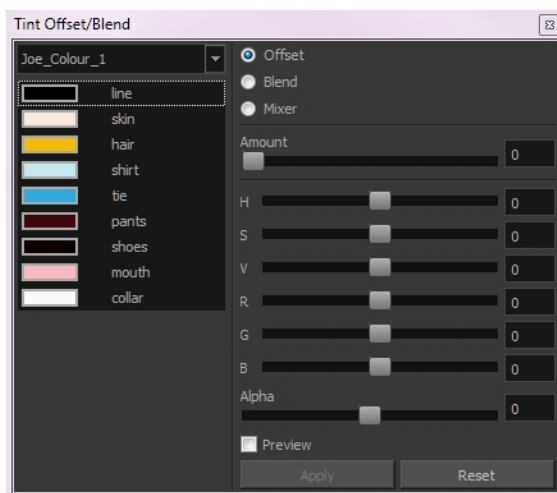 Tint Offset/Blend
Joe_Colour_1
line
skin
hair
shirt
tie
pants
shoes
mouth
collar
Offset
Blend
Mixer
Amount
0
H 0
S 0
V 0
R 0
G 0
B 0
Alpha
0
Preview
Apply Reset